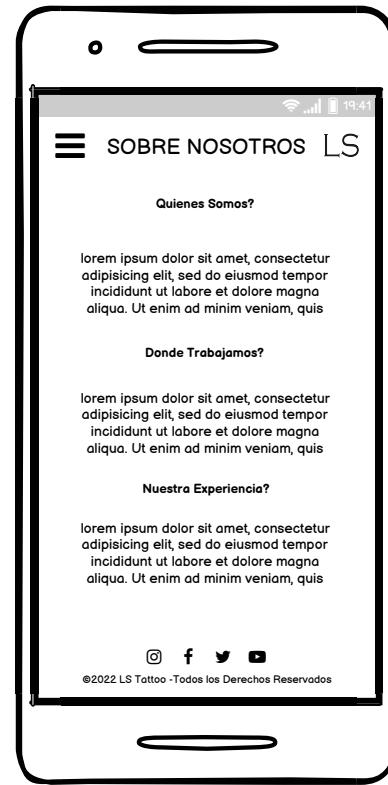 19:41
SOBRE NOSOTROS LS
Quienes Somos?
lorem ipsum dolor sit amet, consectetur
adipisicing elit, sed do eiusmod tempor
incididunt ut labore et dolore magna
aliqua. Ut enim ad minim veniam, quis
Donde Trabajamos?
lorem ipsum dolor sit amet, consectetur
adipisicing elit, sed do eiusmod tempor
incididunt ut labore et dolore magna
aliqua. Ut enim ad minim veniam, quis
Nuestra Experiencia?
lorem ipsum dolor sit amet, consectetur
adipisicing elit, sed do eiusmod tempor
incididunt ut labore et dolore magna
aliqua. Ut enim ad minim veniam, quis
©2022 LS Tattoo -Todos los Derechos Reservados